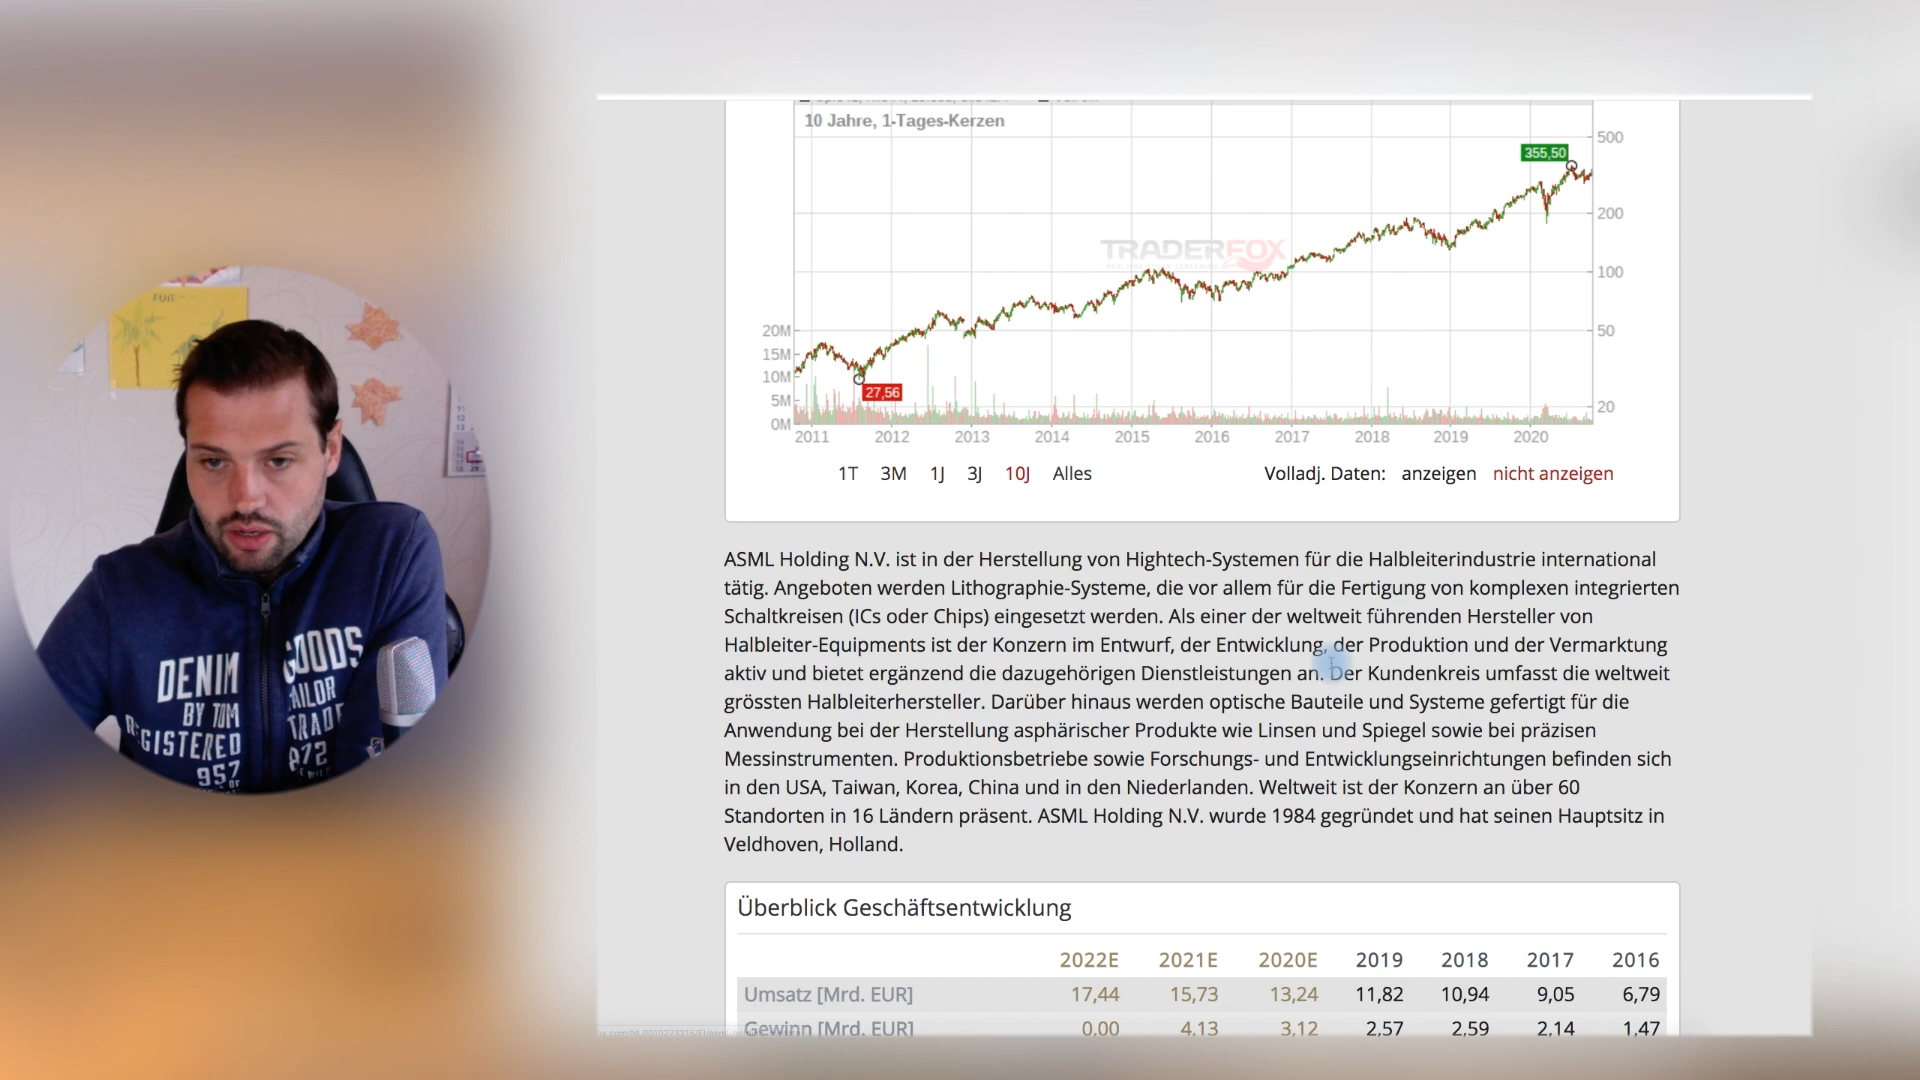 10 Jahre, 1-Tages-Kerzen
500
355,50
200
TRADERFOX
100
20M
50
15M
10M
27,56
5M
20
0M
2011 2012 2013 2014 2015 2016 2017 2018 2019 2020
1T 3M 1J 3J 10J Alles Volladj. Daten: anzeigen nicht anzeigen
ASML Holding N.V. ist in der Herstellung von Hightech-Systemen für die Halbleiterindustrie international
tätig. Angeboten werden Lithographie-Systeme, die vor allem für die Fertigung von komplexen integrierten
Schaltkreisen (ICs oder Chips) eingesetzt werden. Als einer der weltweit führenden Hersteller von
Halbleiter-Equipments ist der Konzern im Entwurf, der Entwicklung, der Produktion und der Vermarktung
aktiv und bietet ergänzend die dazugehörigen Dienstleistungen an. Der Kundenkreis umfasst die weltweit
grössten Halbleiterhersteller. Darüber hinaus werden optische Bauteile und Systeme gefertigt für die
Anwendung bei der Herstellung asphärischer Produkte wie Linsen und Spiegel sowie bei präzisen
Messinstrumenten. Produktionsbetriebe sowie Forschungs- und Entwicklungseinrichtungen befinden sich
in den USA, Taiwan, Korea, China und in den Niederlanden. Weltweit ist der Konzern an über 60
Standorten in 16 Ländern präsent. ASML Holding N.V. wurde 1984 gegründet und hat seinen Hauptsitz in
Veldhoven, Holland.
Überblick Geschäftsentwicklung
2022E 2021E 2020E 2019 2018 2017 2016
Umsatz [Mrd. EUR] 17,44 15,73 13,24 11,82 10,94 9,05 6,79
Gewinn [Mrd. EUR] 0,00 4,13 3,12 2,57 2,59 2,14 1,47
DENIM GOODS
BY TOM TAILOR
REGISTERED TRADE
957 872